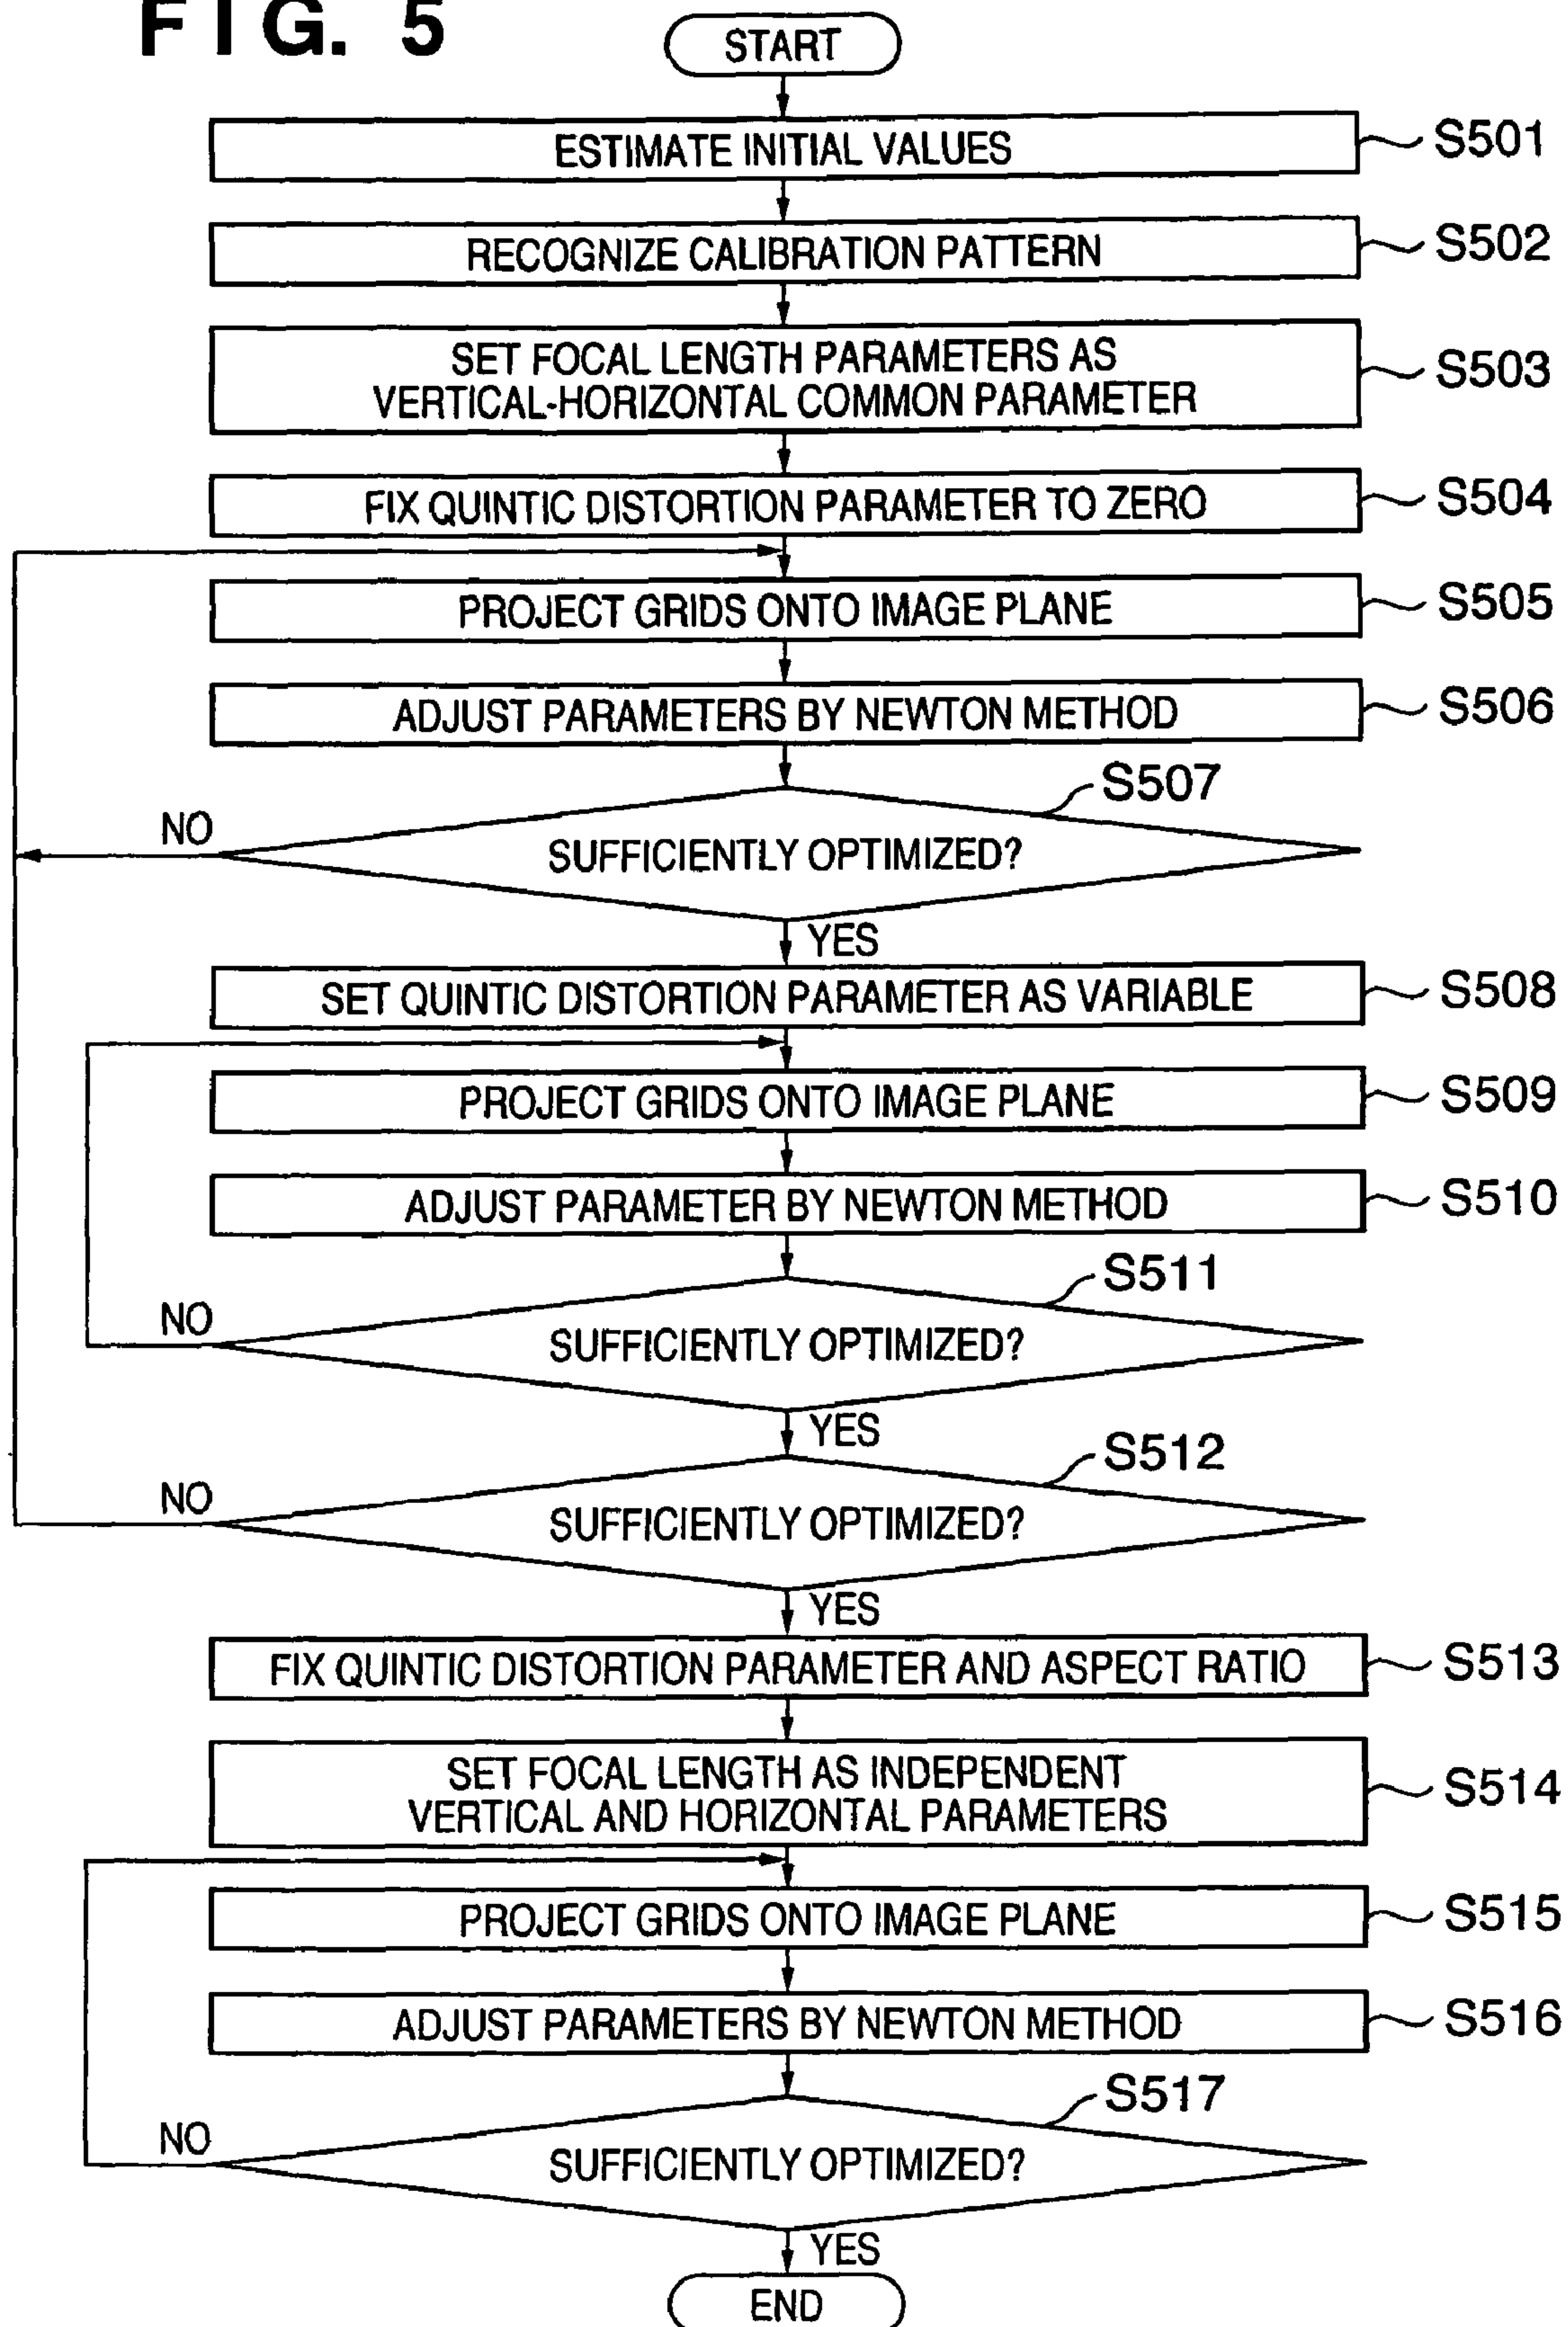 FIG. 5
START
ESTIMATE INITIAL VALUES
S501
RECOGNIZE CALIBRATION PATTERN
S502
SET FOCAL LENGTH PARAMETERS AS
VERTICAL-HORIZONTAL COMMON PARAMETER
S503
FIX QUINTIC DISTORTION PARAMETER TO ZERO
S504
PROJECT GRIDS ONTO IMAGE PLANE
S505
ADJUST PARAMETERS BY NEWTON METHOD
S506
S507
NO
SUFFICIENTLY OPTIMIZED?
YES
SET QUINTIC DISTORTION PARAMETER AS VARIABLE
S508
PROJECT GRIDS ONTO IMAGE PLANE
S509
ADJUST PARAMETER BY NEWTON METHOD
S510
S511
NO
SUFFICIENTLY OPTIMIZED?
YES
S512
NO
SUFFICIENTLY OPTIMIZED?
YES
FIX QUINTIC DISTORTION PARAMETER AND ASPECT RATIO
S513
SET FOCAL LENGTH AS INDEPENDENT
VERTICAL AND HORIZONTAL PARAMETERS
S514
PROJECT GRIDS ONTO IMAGE PLANE
S515
ADJUST PARAMETERS BY NEWTON METHOD
S516
S517
NO
SUFFICIENTLY OPTIMIZED?
YES
END